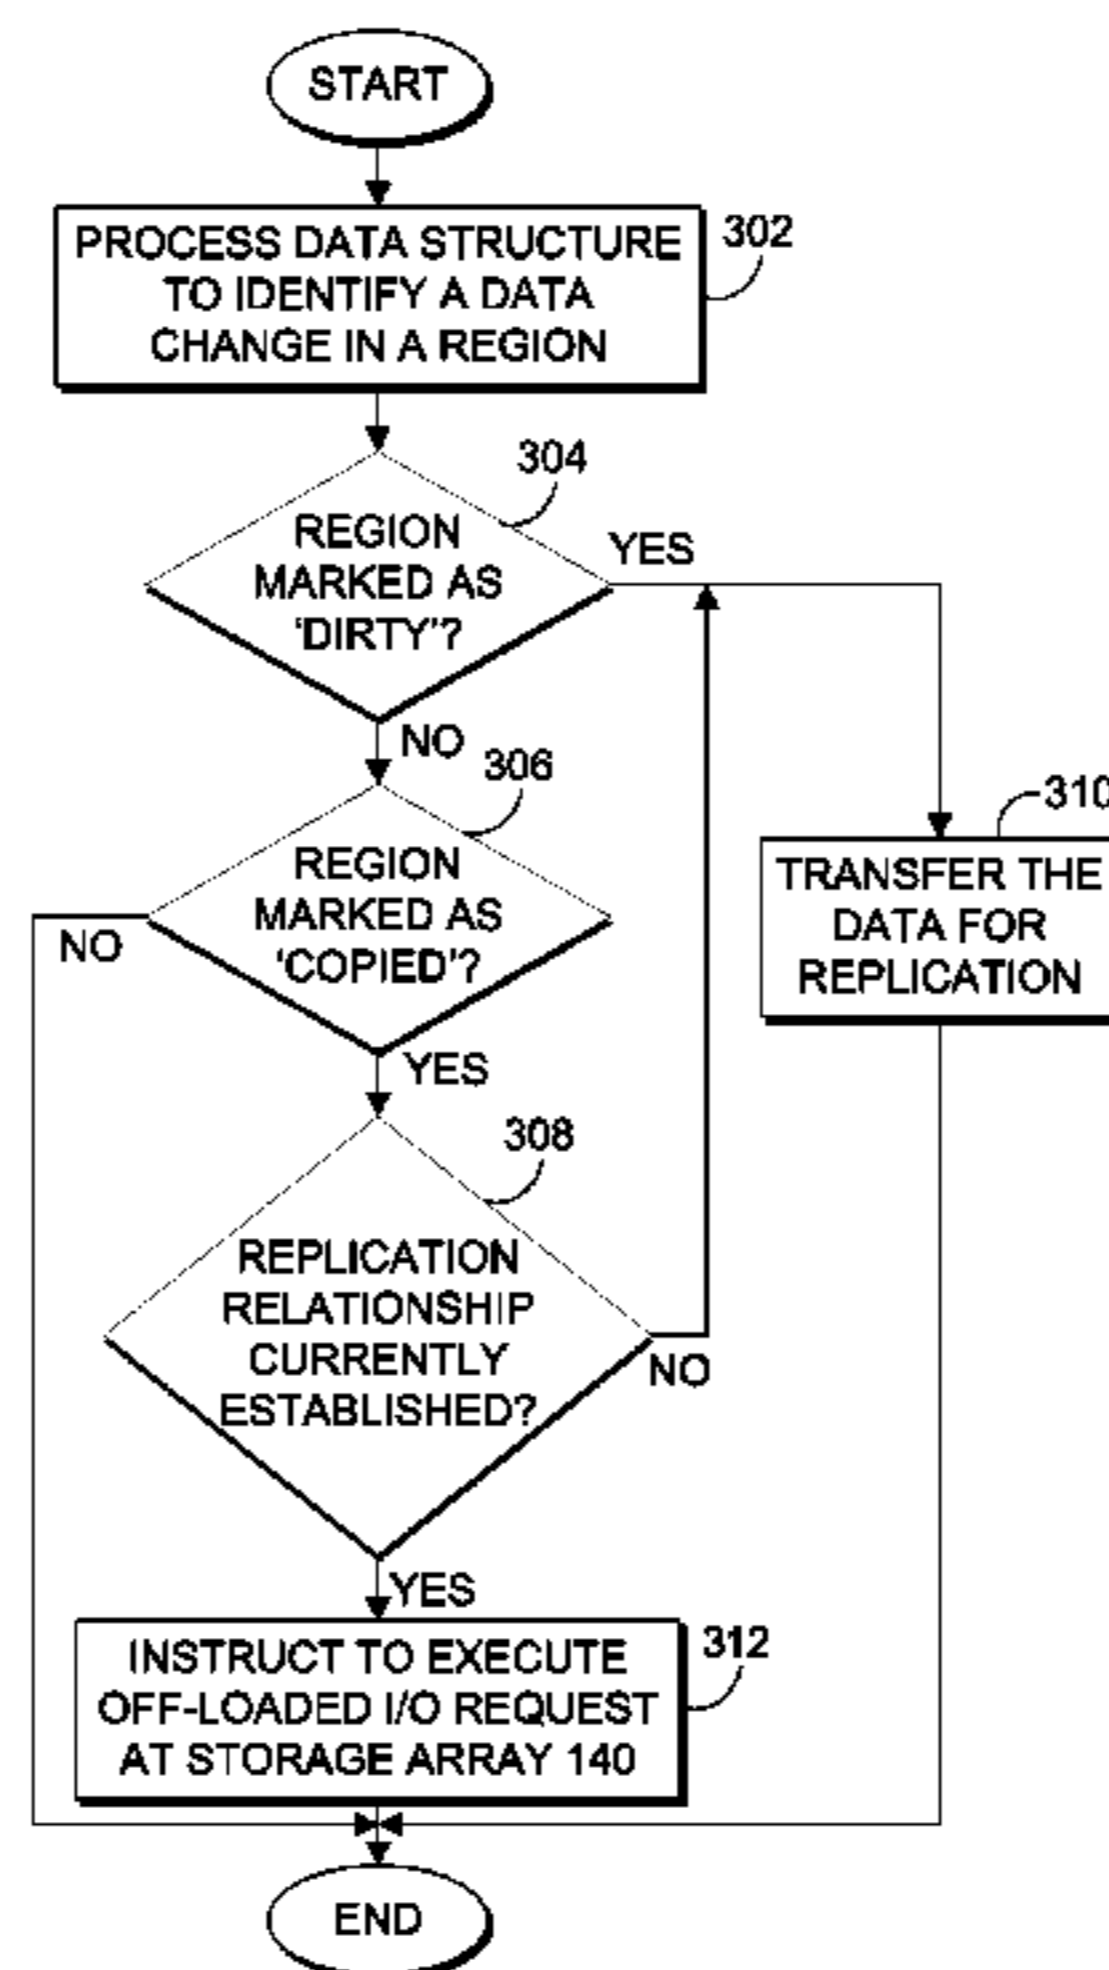 START
PROCESS DATA STRUCTURE
TO IDENTIFY A DATA
CHANGE IN A REGION
302
304
REGION
MARKED AS
'DIRTY'?
YES
NO
306
REGION
MARKED AS
'COPIED'?
NO
YES
310
TRANSFER THE
DATA FOR
REPLICATION
308
REPLICATION
RELATIONSHIP
CURRENTLY
ESTABLISHED?
NO
YES
INSTRUCT TO EXECUTE
OFF-LOADED I/O REQUEST
AT STORAGE ARRAY 140
312
END